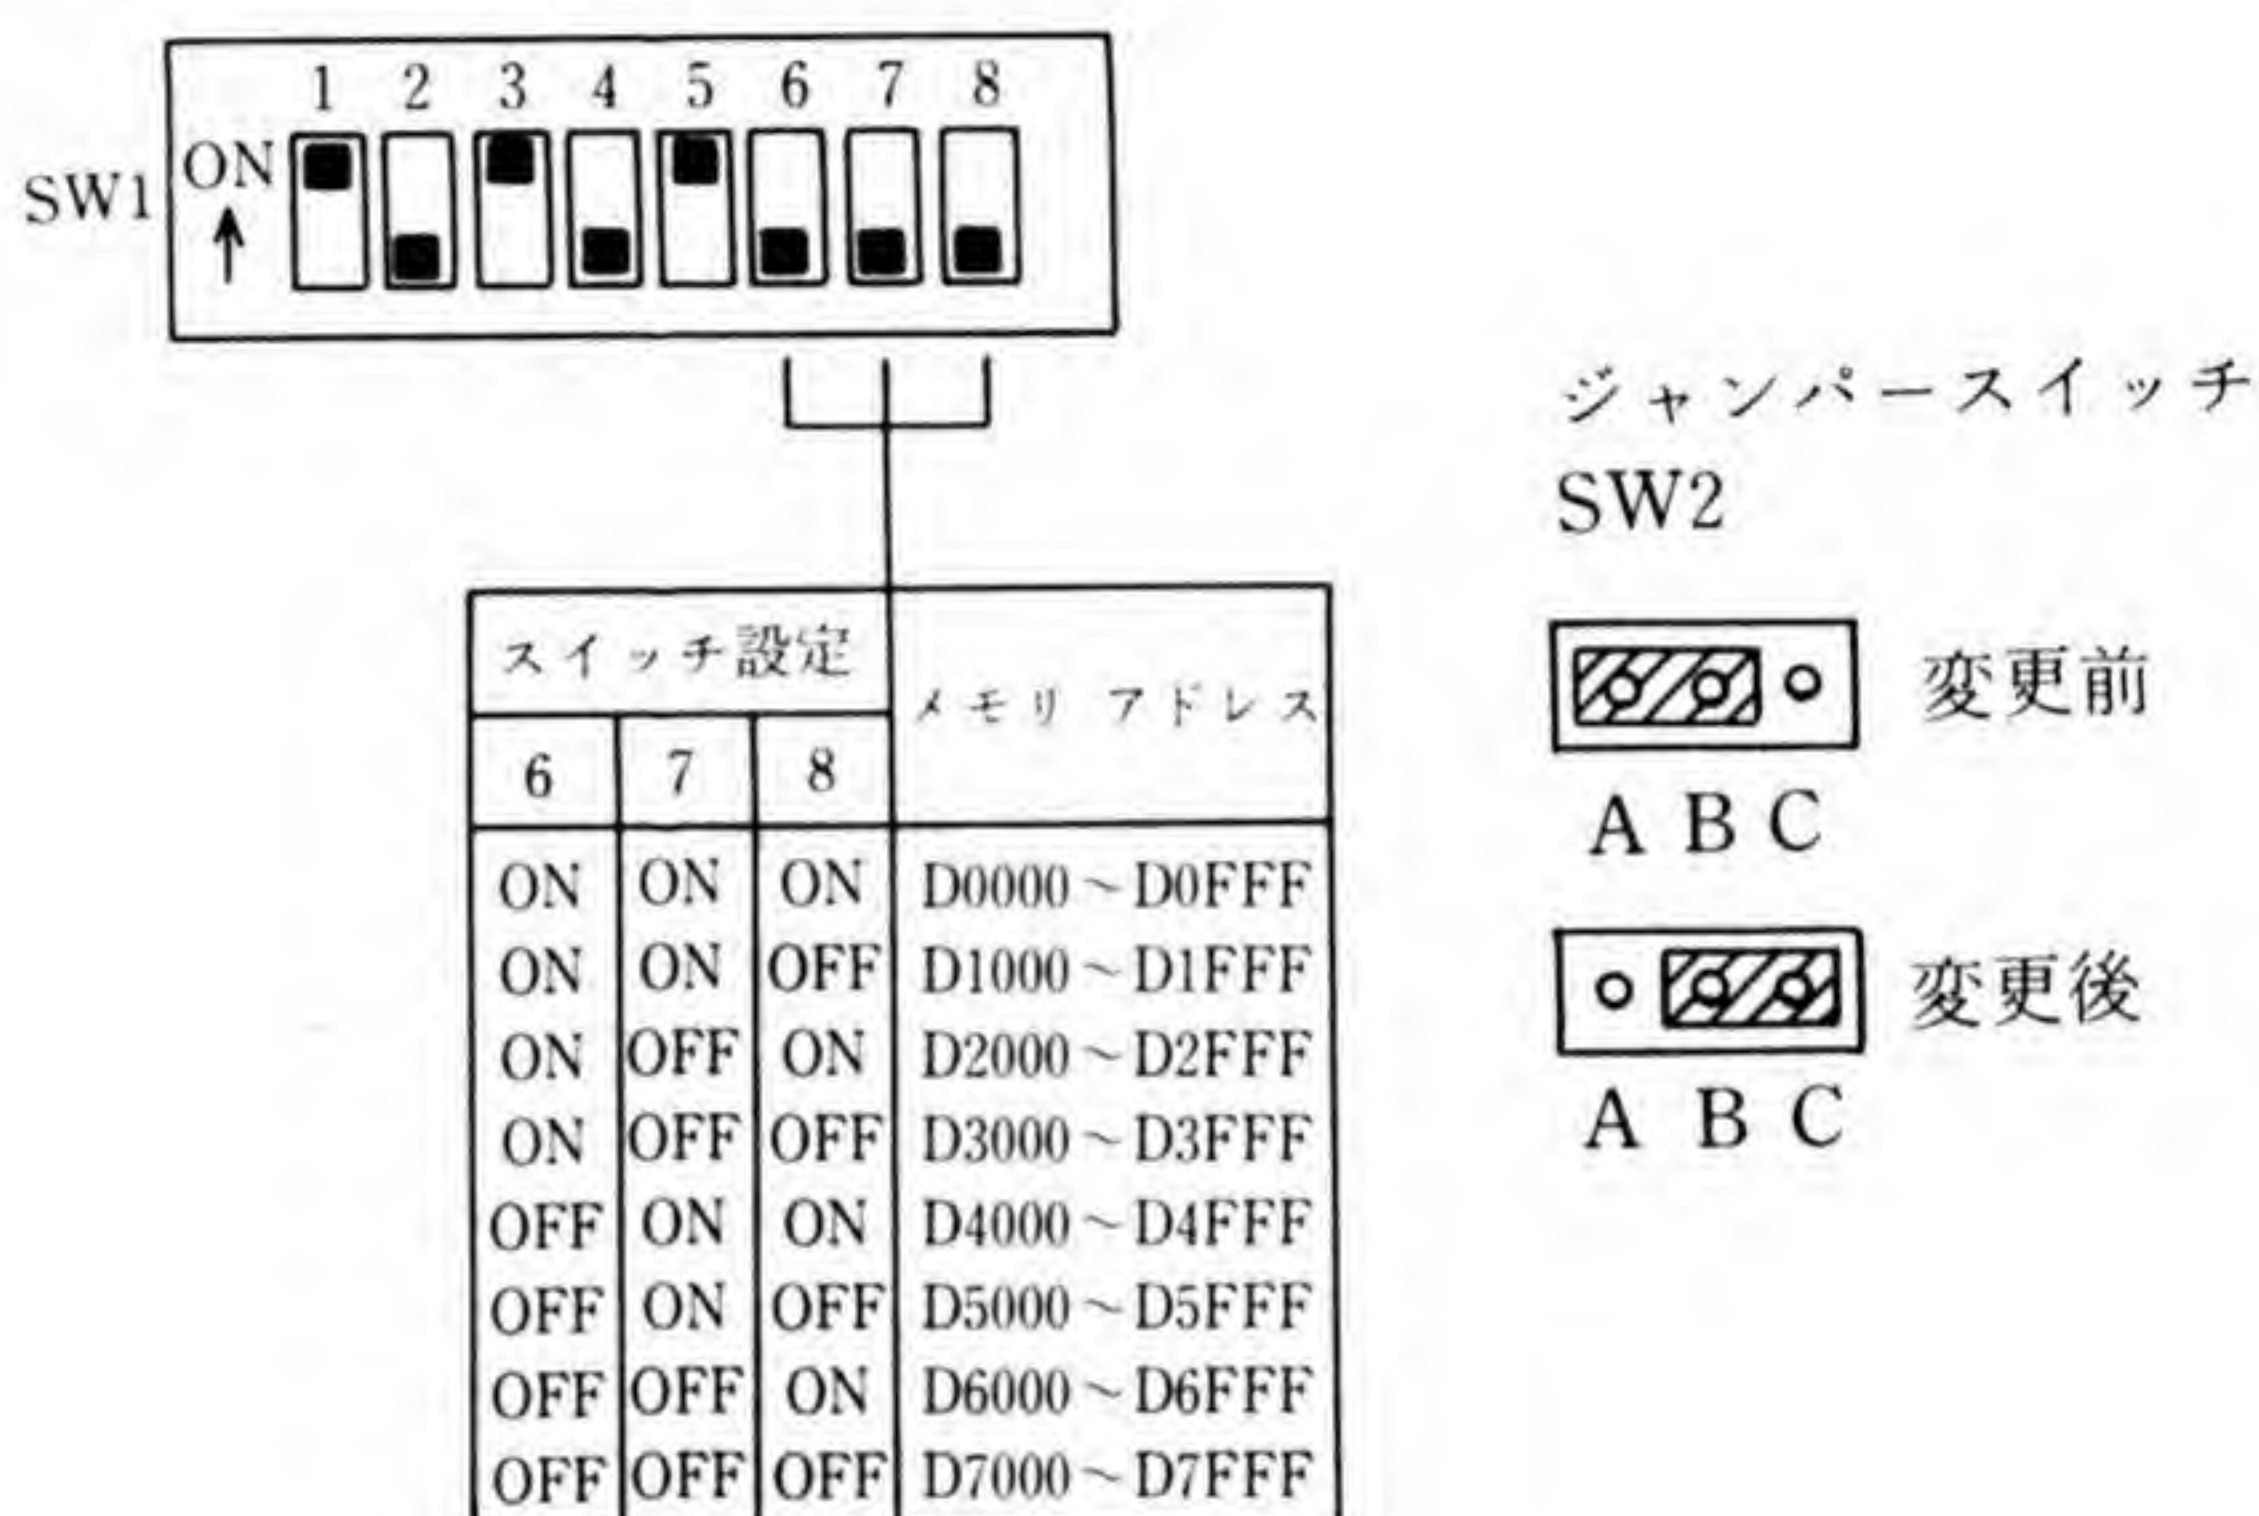 1 2 3 4 5 6 7 8
ON
SW1
ジャンパースイッチ
SW2
変更前
A B C
変更後
A B C
スイッチ設定 メモリ アドレス
6 7 8
ON ON ON D0000～D0FFF
ON ON OFF D1000～D1FFF
ON OFF ON D2000～D2FFF
ON OFF OFF D3000～D3FFF
OFF ON ON D4000～D4FFF
OFF ON OFF D5000～D5FFF
OFF OFF ON D6000～D6FFF
OFF OFF OFF D7000～D7FFF